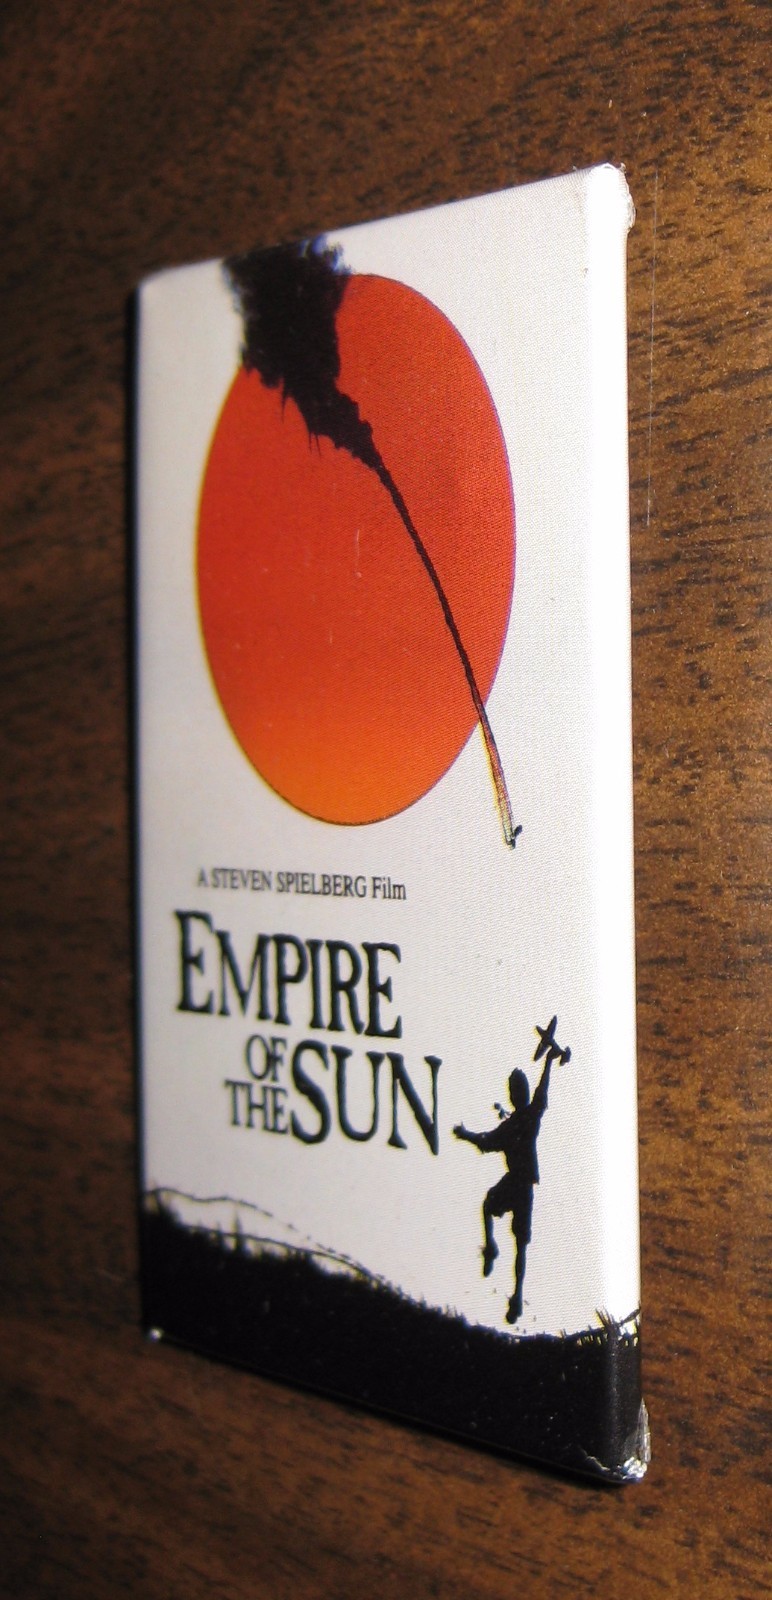 A STEVEN SPIELBERG Film
EMPIRE
OF
THE SUN